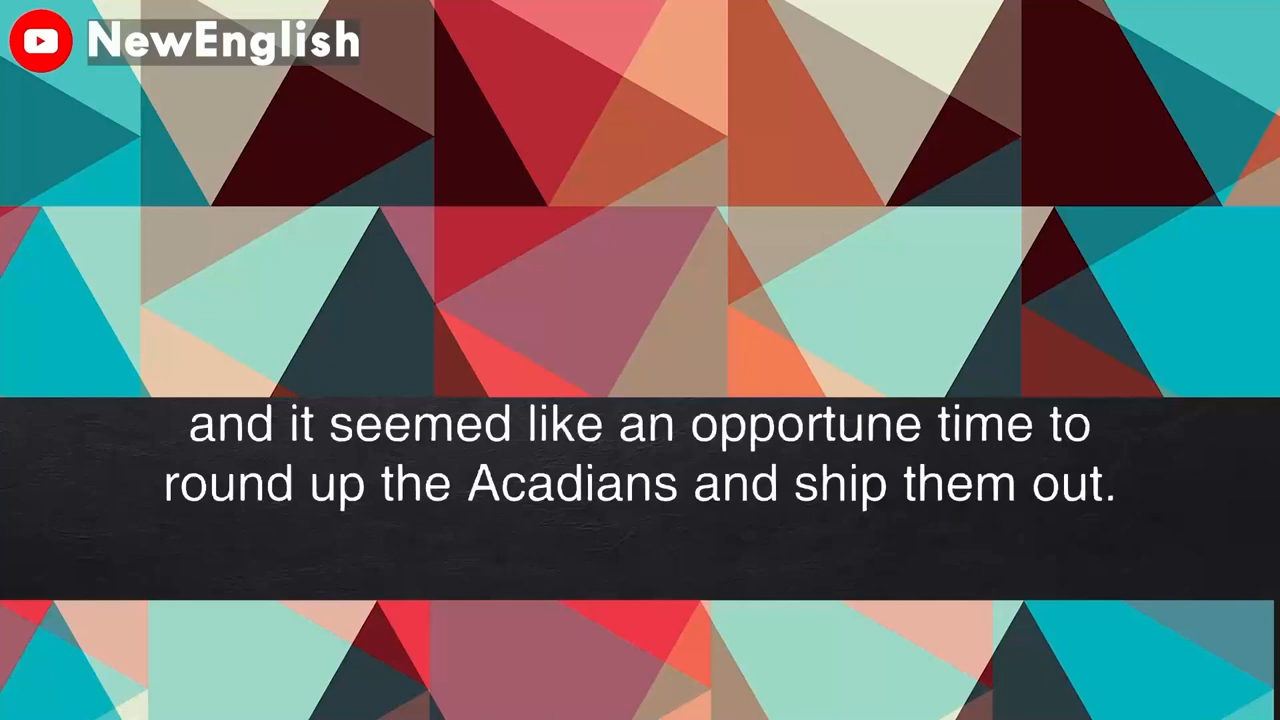 NewEnglish
and it seemed like an opportune time to
round up the Acadians and ship them out.